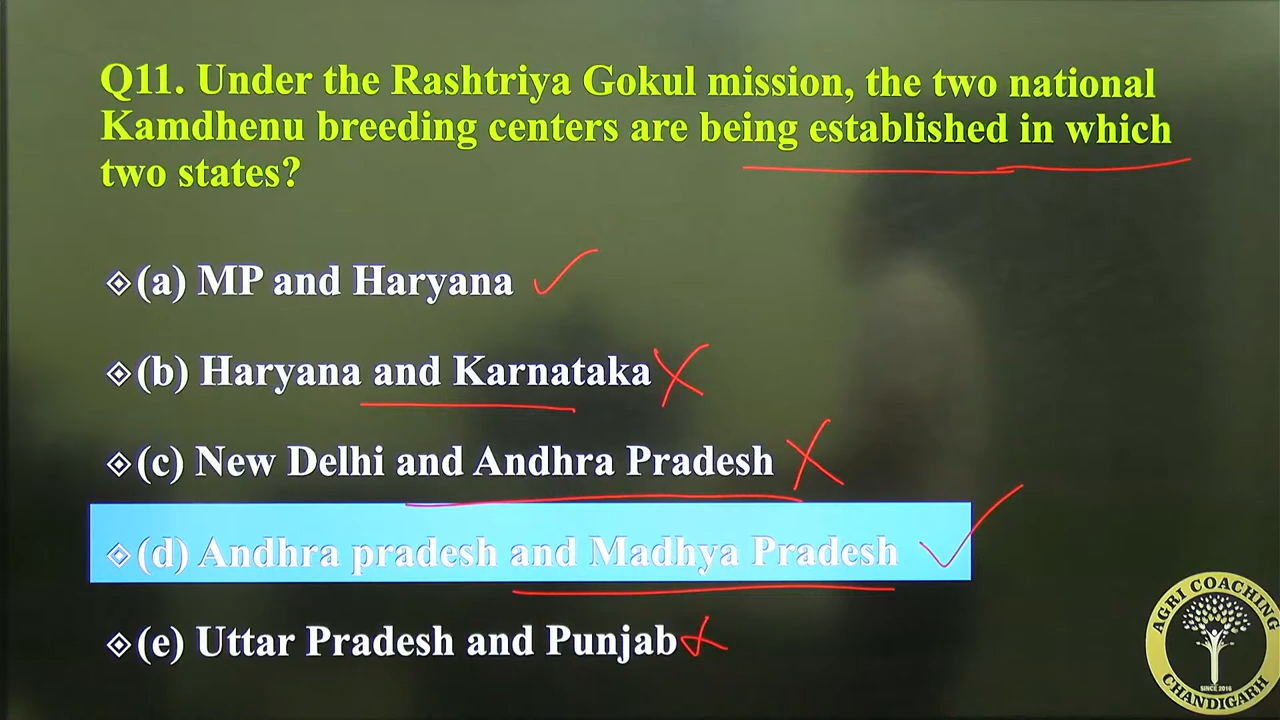 Q11. Under the Rashtriya Gokul mission, the two national
Kamdhenu breeding centers are being established in which
two states?
(a) MP and Haryana
(b) Haryana and Karnataka
(c) New Delhi and Andhra Pradesh
(d) Andhra pradesh and Madhya Pradesh
(e) Uttar Pradesh and Punjab
AGRI COACHING
SINCE 2016
CHANDIGARH